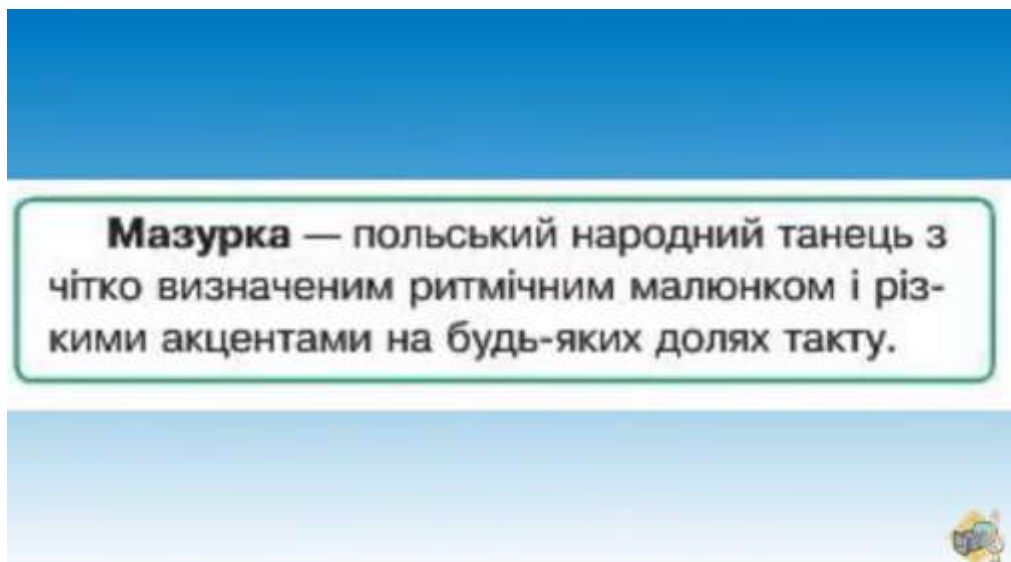 Мазурка — польський народний танець з
чітко визначеним ритмічним малюнком і різ-
кими акцентами на будь-яких долях такту.